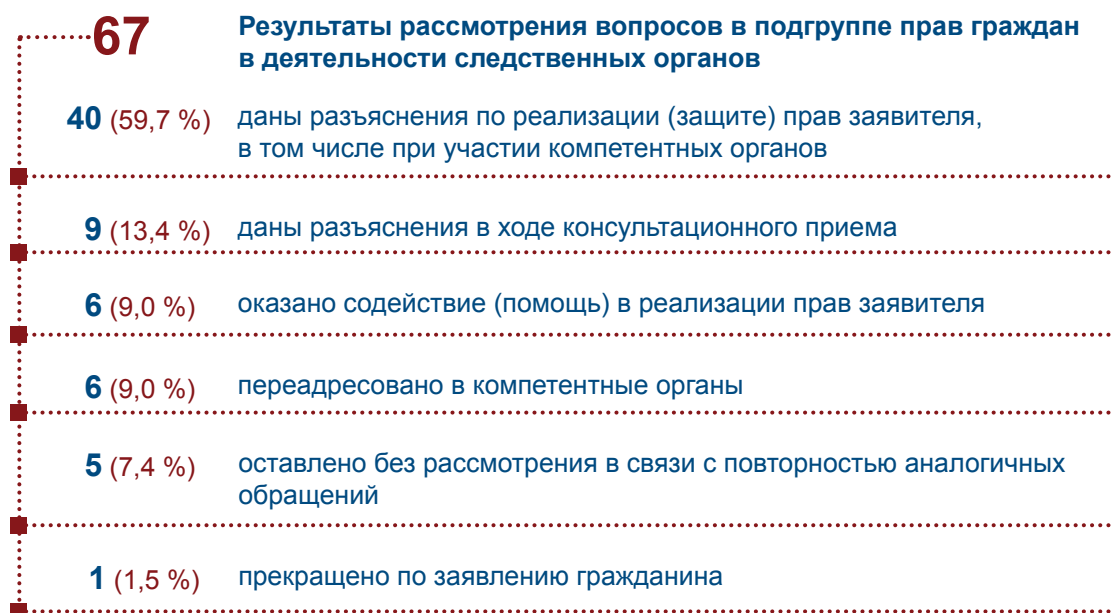 67 Результаты рассмотрения вопросов в подгруппе прав граждан
в деятельности следственных органов
40 (59,7 %) даны разъяснения по реализации (защите) прав заявителя,
в том числе при участии компетентных органов
9 (13,4 %) даны разъяснения в ходе консультационного приема
6 (9,0 %) оказано содействие (помощь) в реализации прав заявителя
6 (9,0 %) переадресовано в компетентные органы
5 (7,4 %) оставлено без рассмотрения в связи с повторностью аналогичных
обращений
1 (1,5 %) прекращено по заявлению гражданина